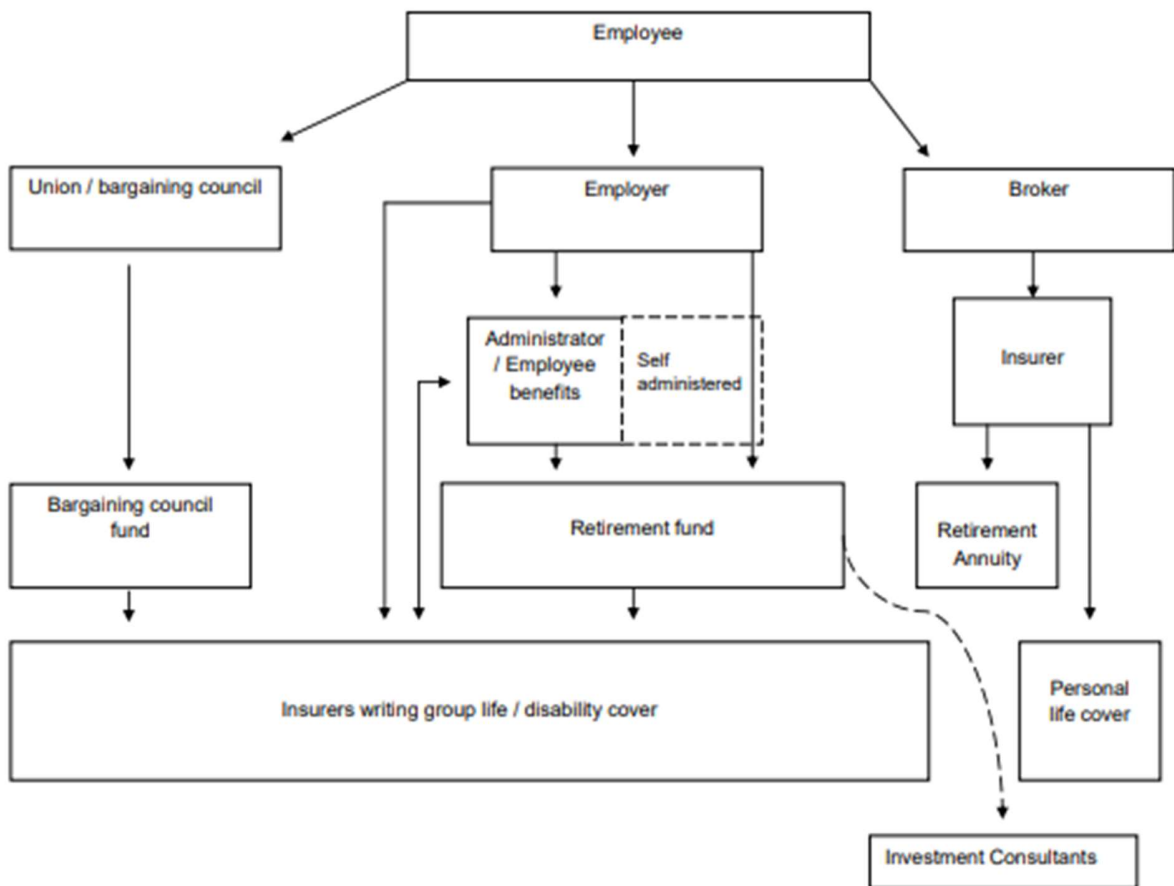 Employee
Union / bargaining council
Employer
Broker
Administrator
/ Employee
benefits
Self
administered
Insurer
Bargaining council
fund
Retirement fund
Retirement
Annuity
Insurers writing group life / disability cover
Personal
life cover
Investment Consultants